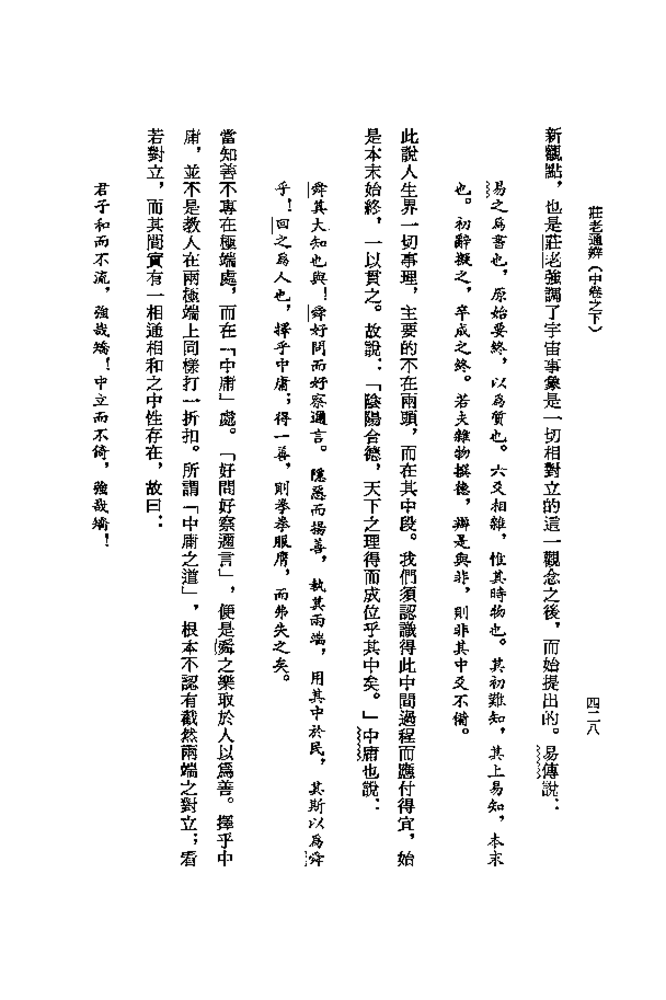 莊老通辨（中卷之下）
四二八
新觀點，也是莊老強調了宇宙事象是一切相對立的這一觀念之後，而始提出的。易傳說：
易之爲書也，原始要終，以爲質也。六爻相雜，惟其時物也。其初難知，其上易知，本末
也。初辭擬之，卒成之終。若夫雜物撰德，辨是與非，則非其中爻不備。
此說人生界一切事理，主要的不在兩頭，而在其中段。我們須認識得此中間過程而應付得宜，始
是本末始終，一以貫之。故說：「陰陽合德，天下之理得而成位乎其中矣。」中庸也說：
舜其大知也與！舜好問而好察邇言。隱惡而揚善，執其兩端，用其中於民，其斯以爲舜
乎！回之爲人也，擇乎中庸；得一善，則拳拳服膺，而弗失之矣。
當知善不專在極端處，而在「中庸」處。「好問好察邇言」，便是舜之樂取於人以爲善。擇乎中
庸，並不是教人在兩極端上同樣打一折扣。所謂「中庸之道」，根本不認有截然兩端之對立；看
若對立，而其間實有一相通相和之中性存在，故曰：
君子和而不流，強哉矯！中立而不倚，強哉矯！